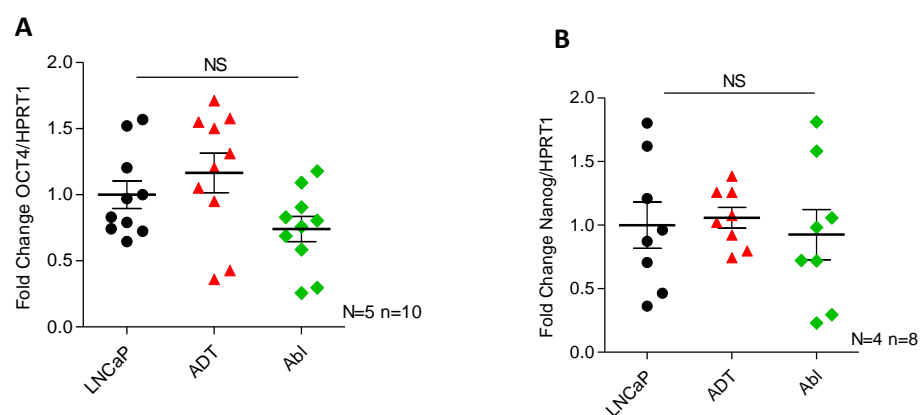 A
Fold Change OCT4/HPRT1
2.0
1.5
1.0
0.5
0.0
NS
LNCaP
ADT
Abl
N=5 n=10
B
Fold Change Nanog/HPRT1
2.0
1.5
1.0
0.5
0.0
NS
LNCaP
ADT
Abl
N=4 n=8